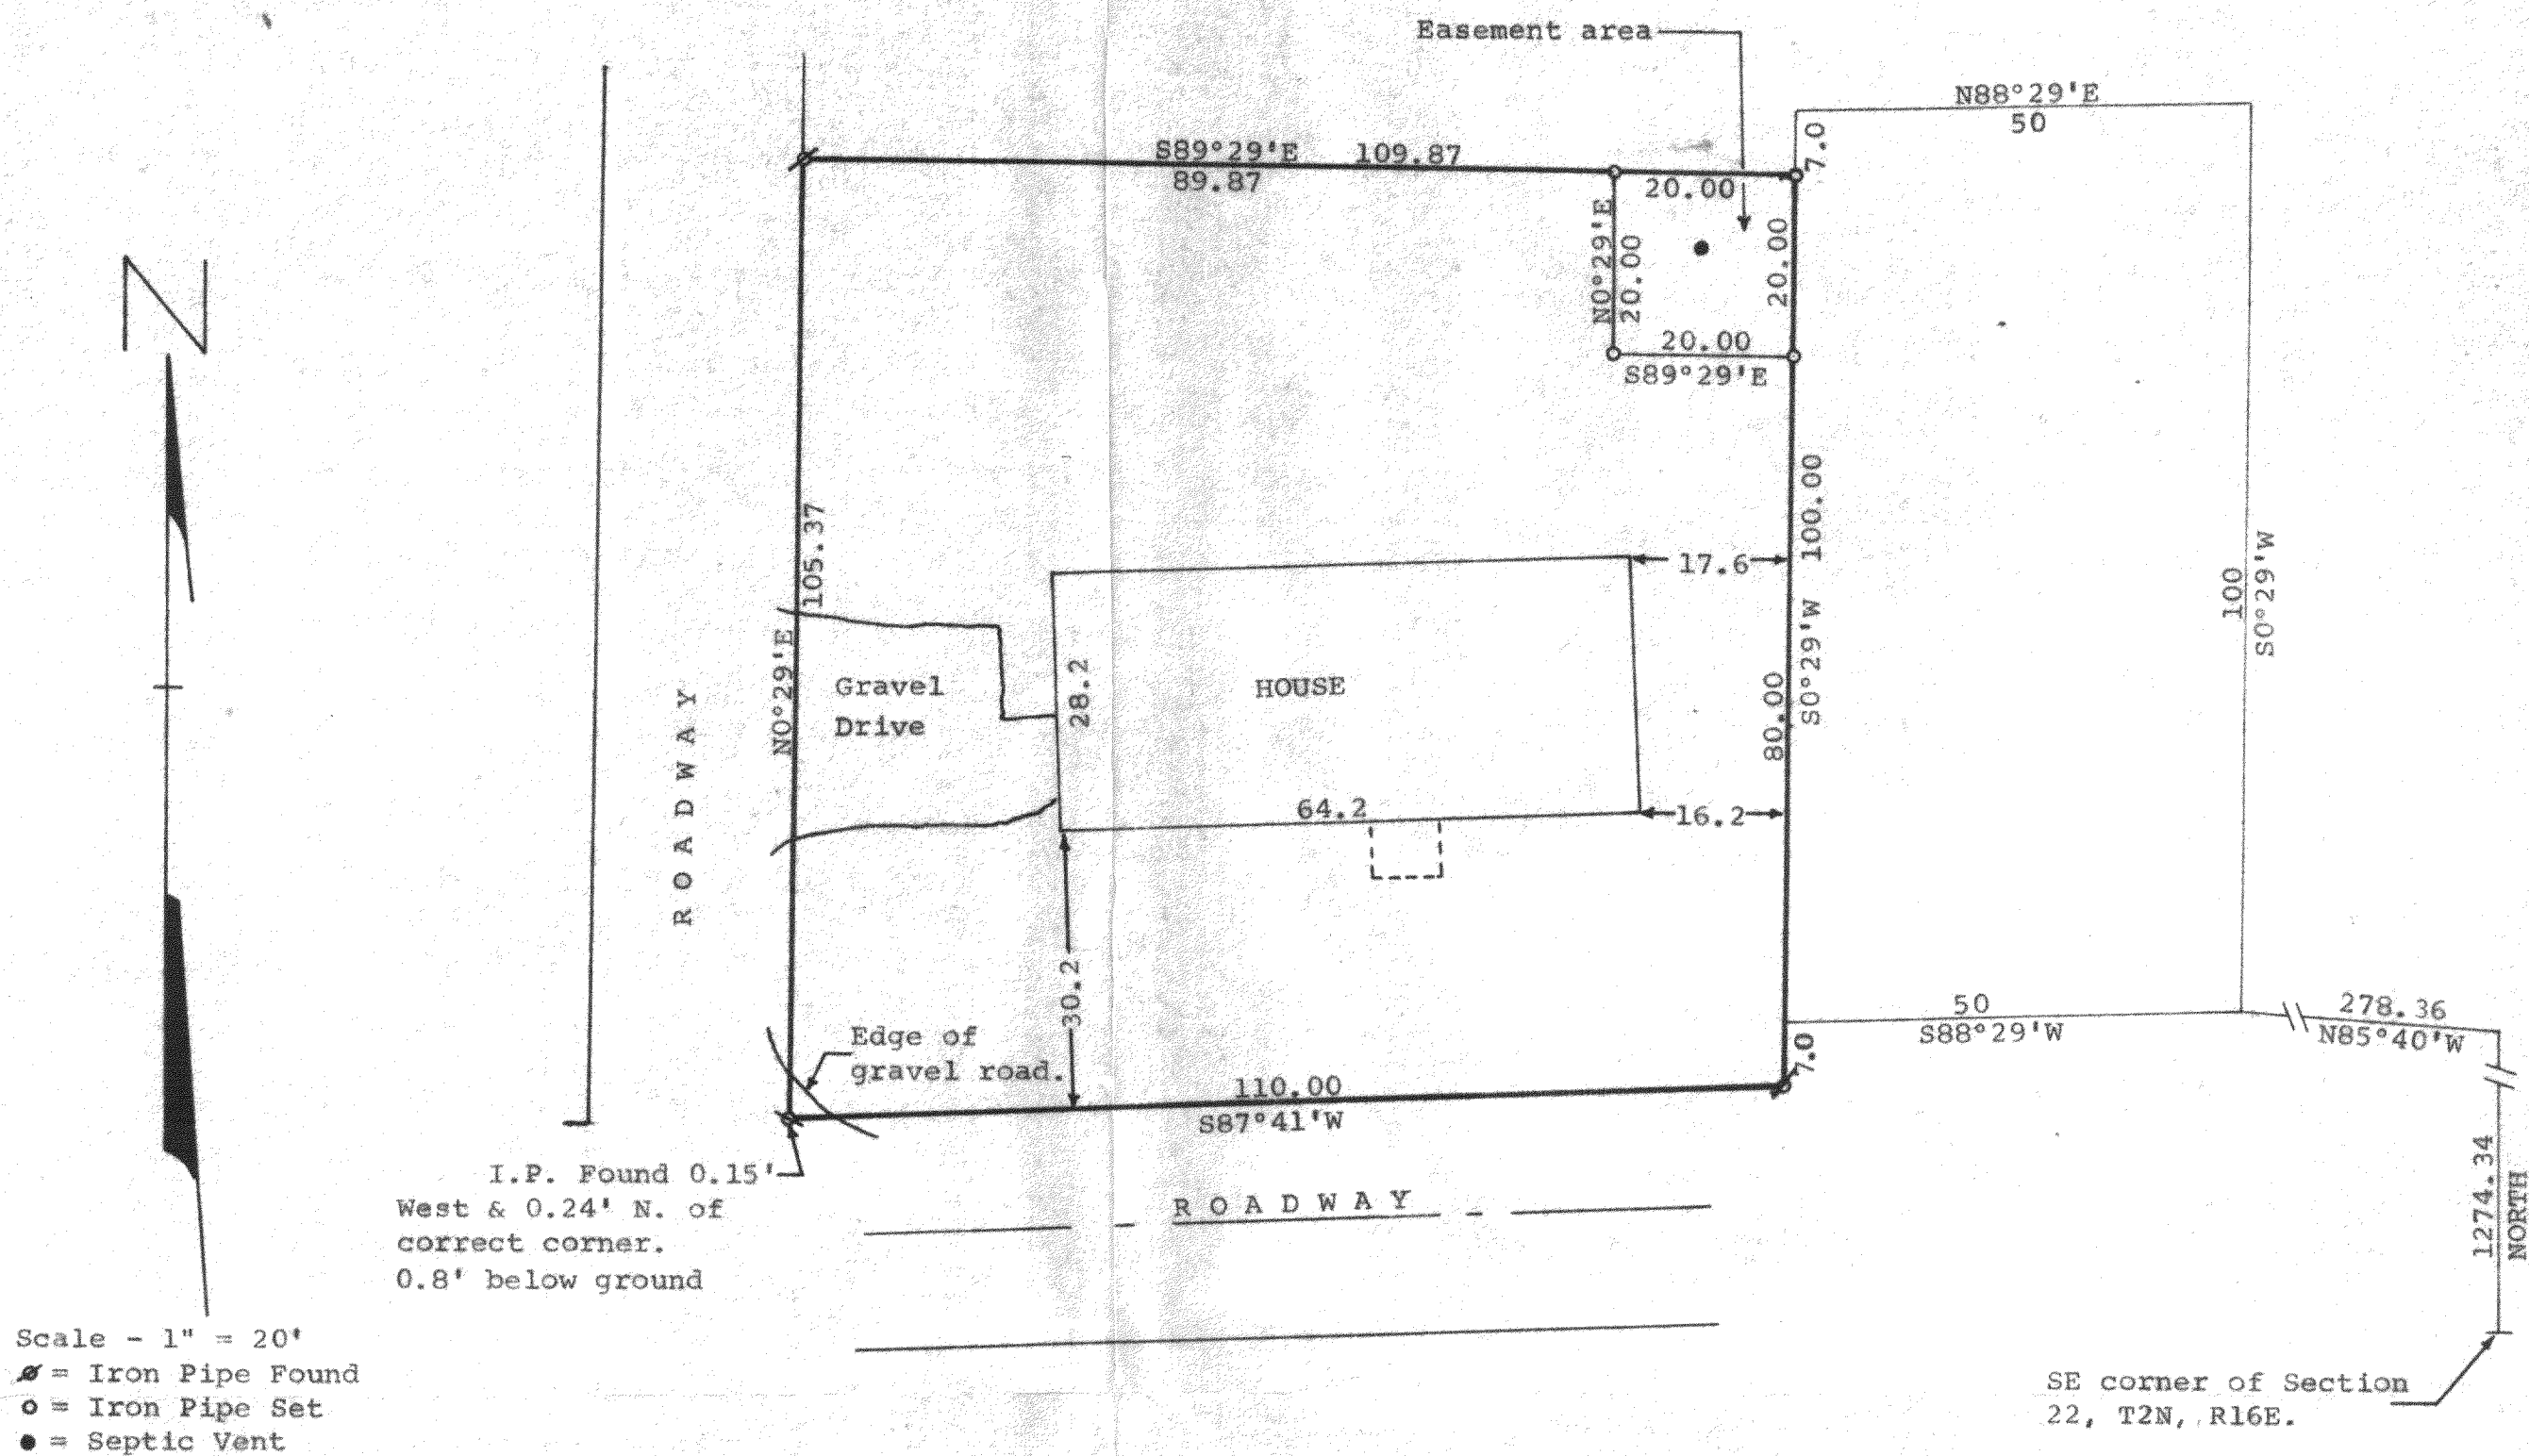 Easement area
N88°29'E
50
7.0
S89°29'E 109.87
89.87
20.00
N0°29'E
20.00
20.00
20.00
S89°29'E
N
105.37
N0°29'E
17.6
100.00
S0°29'W
80.00
100
S0°29'W
Gravel
Drive
28.2
HOUSE
64.2
16.2
ROADWAY
30.2
Edge of
gravel road.
110.00
S87°41'W
7.0
50
S88°29'W
278.36
N85°40'W
1274.34
NORTH
I.P. Found 0.15'
West & 0.24' N. of
correct corner.
0.8' below ground
ROADWAY
Scale - 1" = 20'
= Iron Pipe Found
= Iron Pipe Set
= Septic Vent
SE corner of Section
22, T2N, R16E.